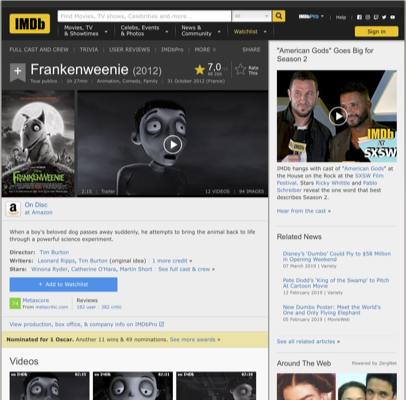 IMDb
Find Movies, TV shows, Celebrities and more...
All
IMDbPro
Help
Movies, TV & Showtimes
Celebs, Events & Photos
News & Community
Watchlist
Sign in
FULL CAST AND CREW | TRIVIA | USER REVIEWS | IMDbPro | MORE
SHARE
Frankenweenie (2012)
7,0
Rate This
Tous publics | 1h 27min | Animation, Comedy, Family | 31 October 2012 (France)
FRANKENWEENIE
2:15 | Trailer
12 VIDEOS | 94 IMAGES
On Disc
at Amazon
When a boy's beloved dog passes away suddenly, he attempts to bring the animal back to life
through a powerful science experiment.
Director: Tim Burton
Writers: Leonard Ripps, Tim Burton (original idea) | 1 more credit »
Stars: Winona Ryder, Catherine O'Hara, Martin Short | See full cast & crew »
+ Add to Watchlist
74
Metascore
From metacritic.com
Reviews
182 user | 382 critic
View production, box office, & company info on IMDbPro
Nominated for 1 Oscar. Another 11 wins & 49 nominations. See more awards »
Videos
"American Gods" Goes Big for
Season 2
IMDb
AT
SXSW
IMDb hangs with cast of "American Gods" at
the House on the Rock at the SXSW Film
Festival. Stars Ricky Whittle and Pablo
Schreiber reveal the one word that best
describes Season 2.
Hear from the cast »
Related News
Disney's 'Dumbo' Could Fly to $58 Million
in Opening Weekend
07 March 2019 | Variety
Pete Dodd's 'King of the Swamp' to Pitch
At Cartoon Movie
12 February 2019 | Variety
New Dumbo Poster: Meet the World's
One and Only Flying Elephant
05 February 2019 | MovieWeb
See all related articles »
Around The Web
Powered by ZergNet